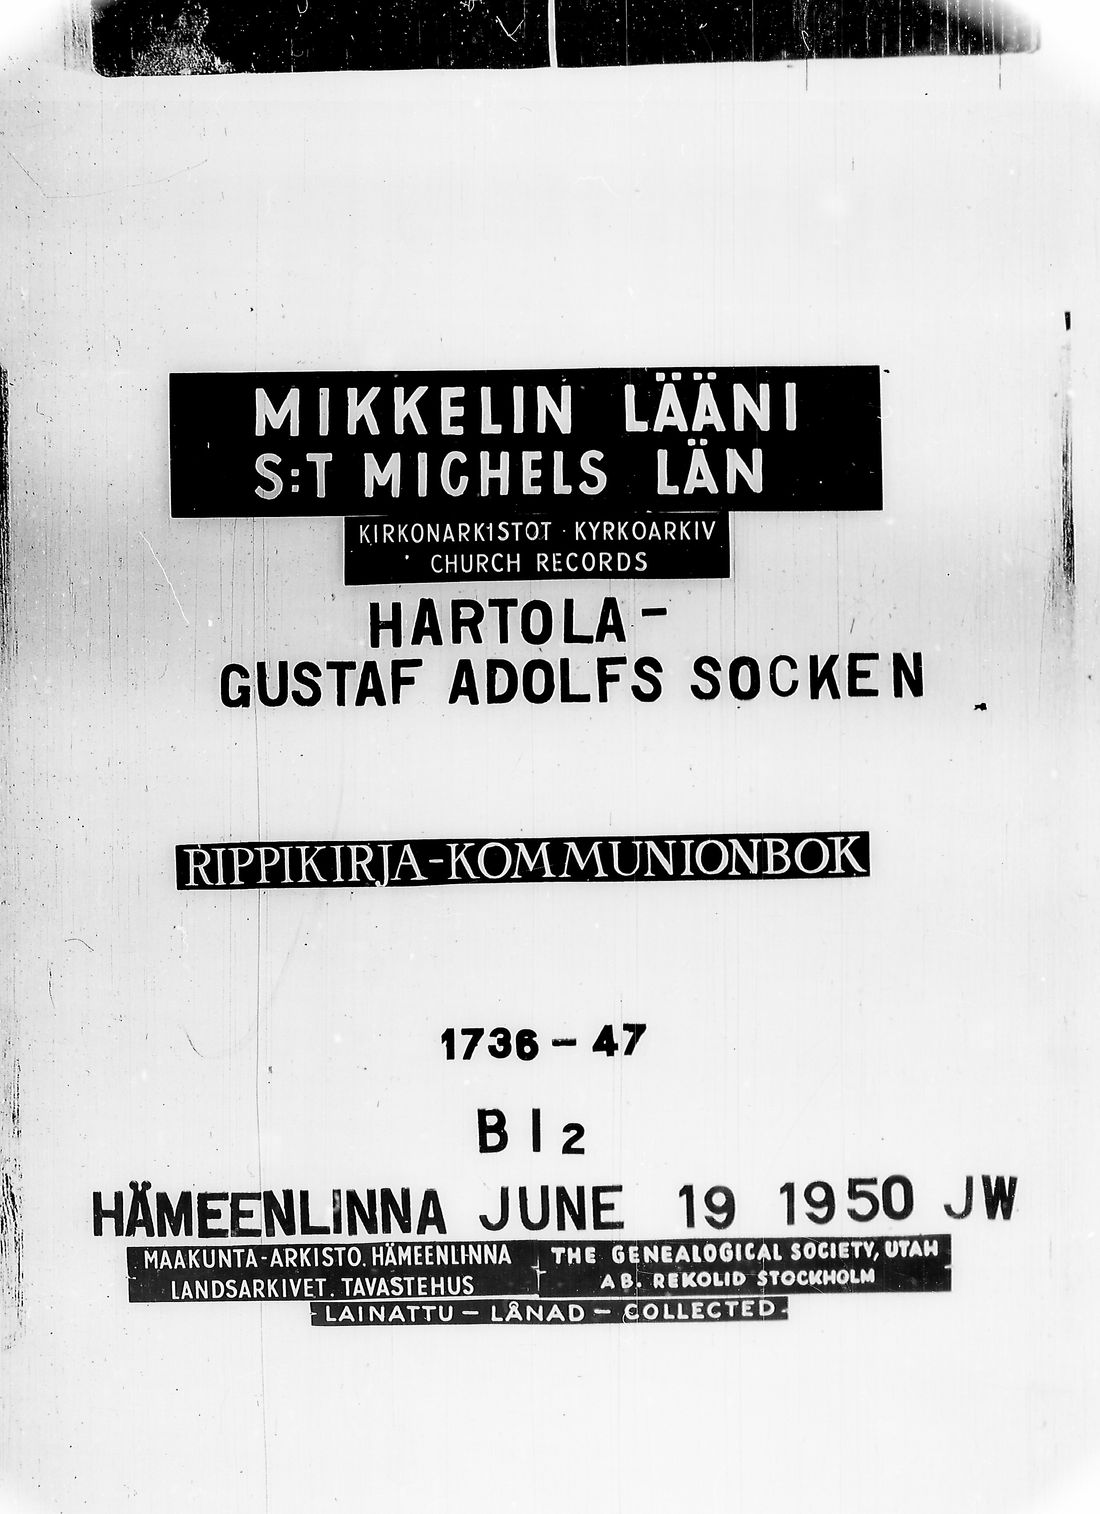 MIKKELIN LÄÄNI
S:T MICHELS LÄN
KIRKONARKISTOT · KYRKOARKIV
CHURCH RECORDS
HARTOLA –
GUSTAF ADOLFS SOCKEN
RIPPIKIRJA-KOMMUNIONBOK
1736 – 47
B I 2
HÄMEENLINNA JUNE 19 1950 JW
MAAKUNTA-ARKISTO. HÄMEENLINNA
LANDSARKIVET. TAVASTEHUS
THE GENEALOGICAL SOCIETY, UTAH
AB. REKOLID STOCKHOLM
LAINATTU – LÅNAD – COLLECTED